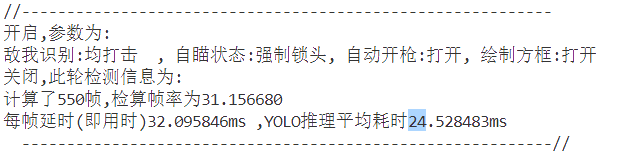 //-----------------------------------------------------------
开启,参数为:
敌我识别:均打击  , 自瞄状态:强制锁头, 自动开枪:打开, 绘制方框:打开
关闭,此轮检测信息为:
计算了550帧,检算帧率为31.156680
每帧延时(即用时)32.095846ms ,YOLO推理平均耗时24.528483ms
  -----------------------------------------------------------//